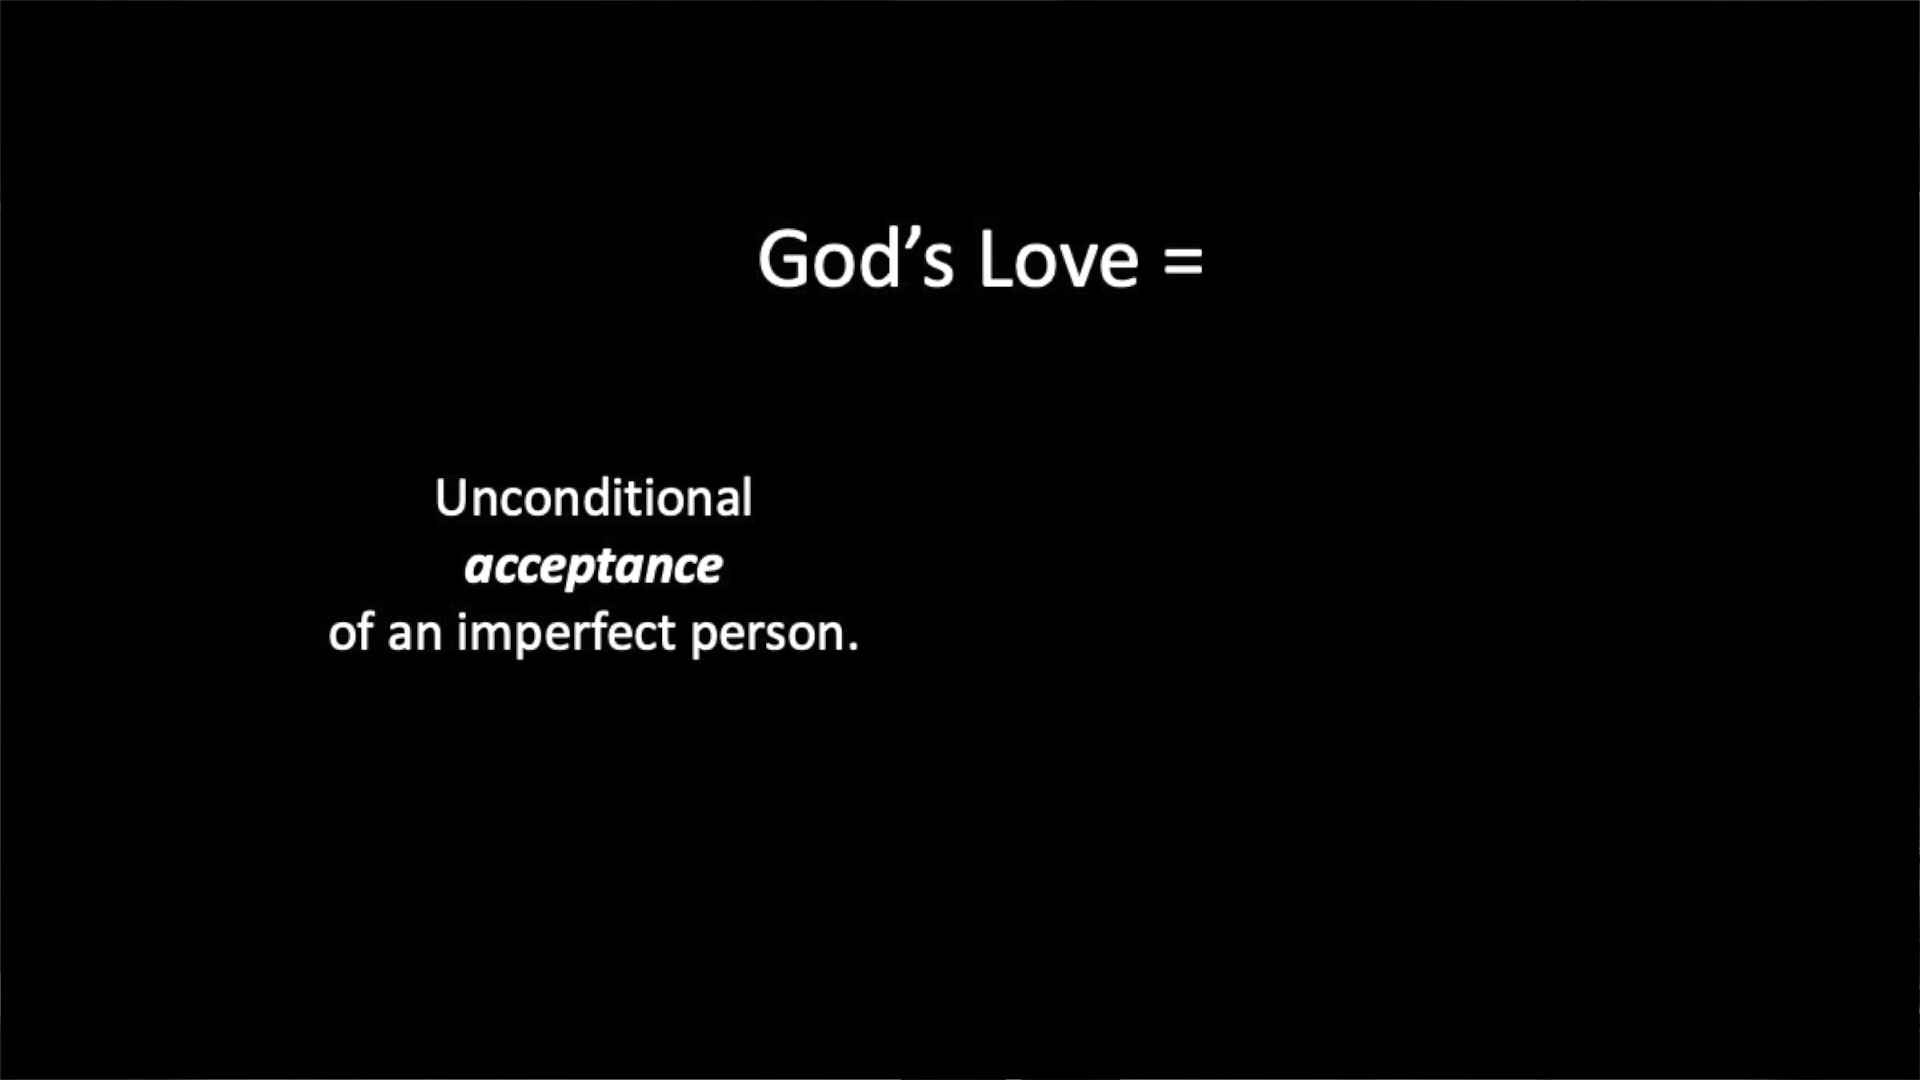 God’s Love =
Unconditional
acceptance
of an imperfect person.